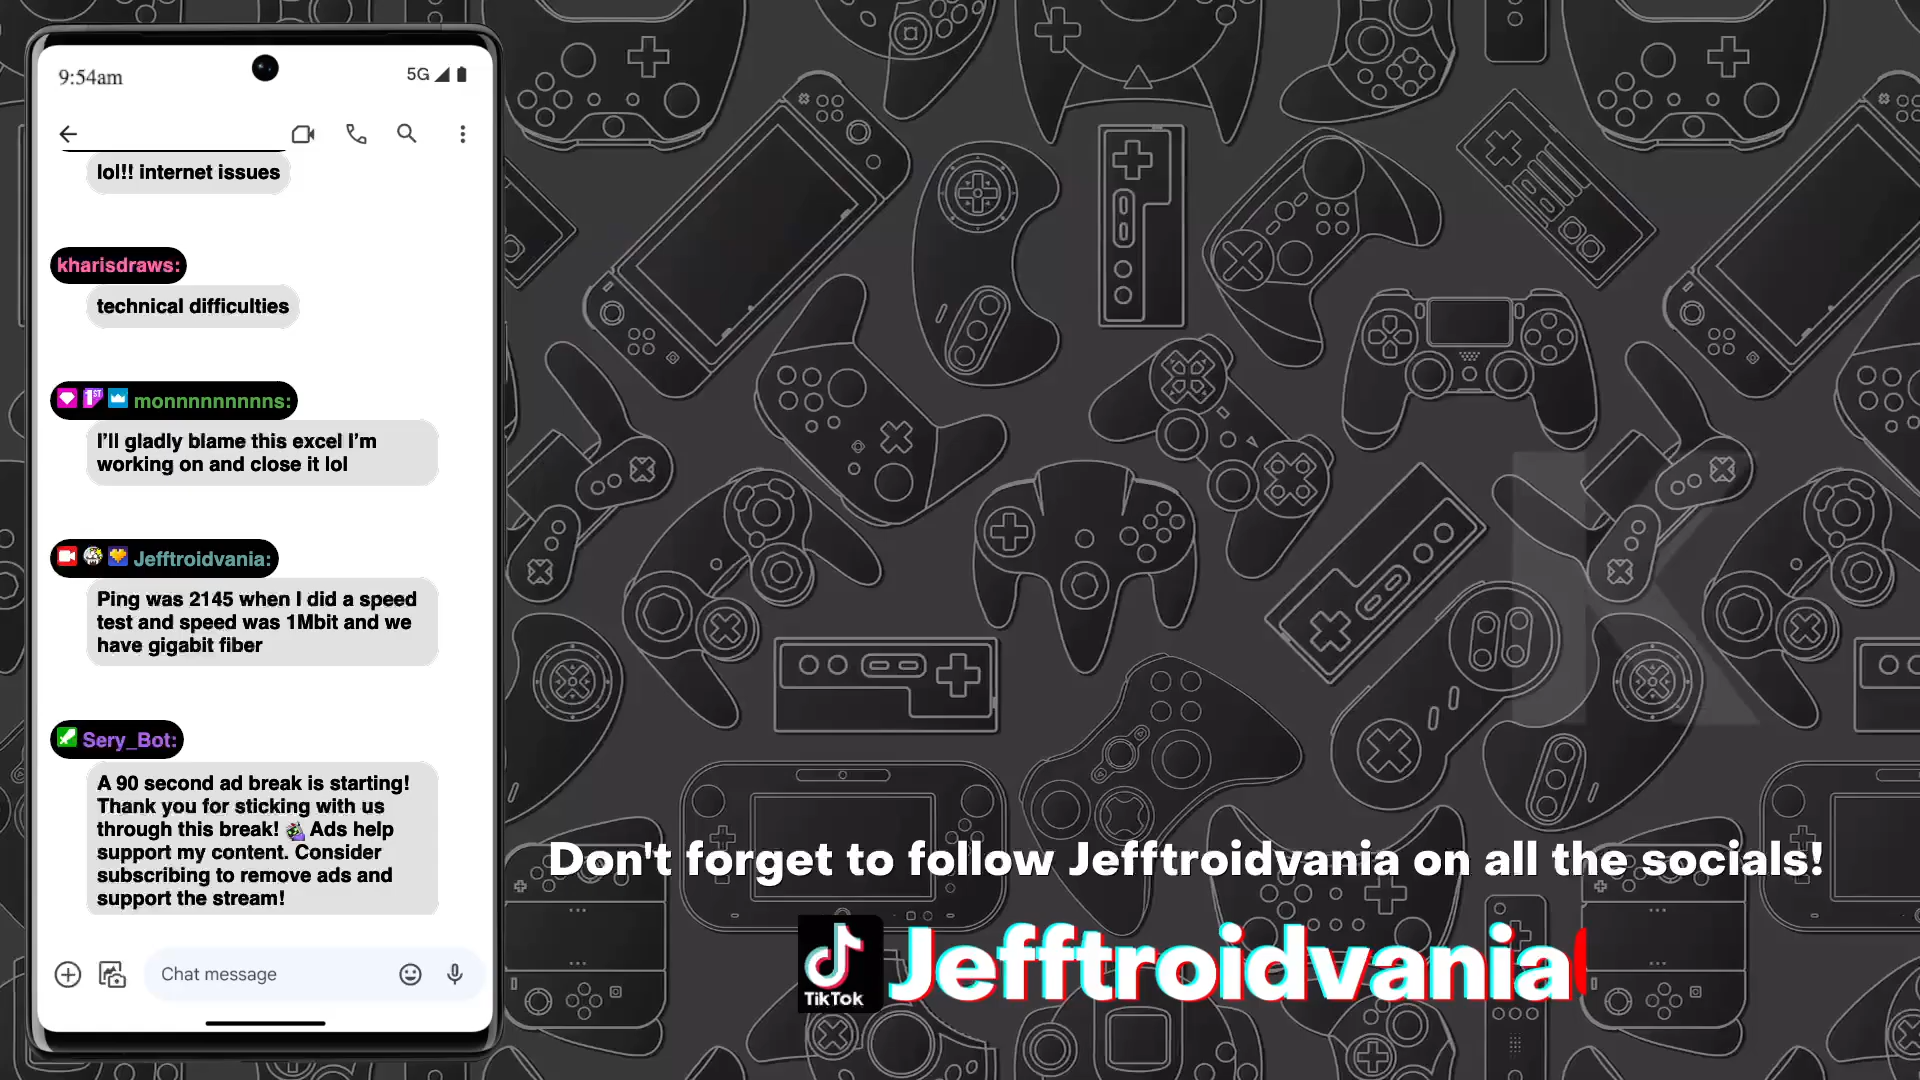 9:54am
5G
lol!! internet issues
kharisdraws:
technical difficulties
1ST
monnnnnnnnns:
I'll gladly blame this excel I'm
working on and close it lol
Jefftroidvania:
Ping was 2145 when I did a speed
test and speed was 1Mbit and we
have gigabit fiber
Sery_Bot:
A 90 second ad break is starting!
Thank you for sticking with us
through this break! Ads help
support my content. Consider
subscribing to remove ads and
support the stream!
Chat message
K
Don't forget to follow Jefftroidvania on all the socials!
TikTok
Jefftroidvania